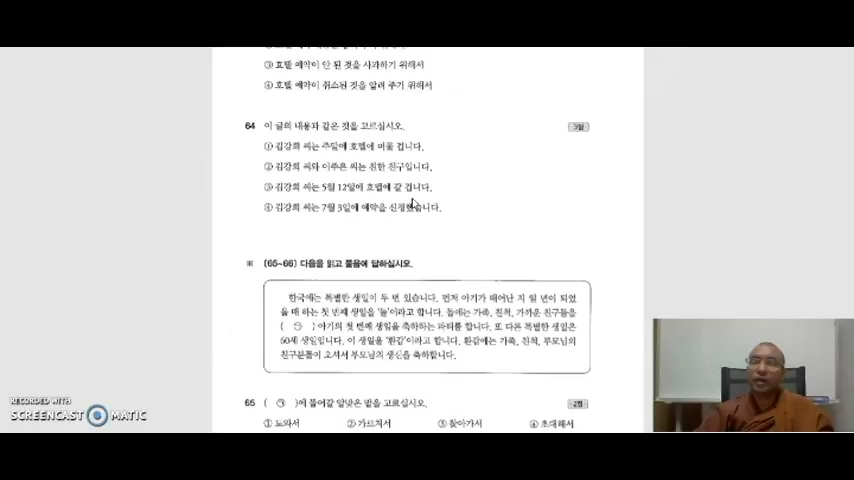 ③ 호텔 예약이 안 된 것을 사과하기 위해서
④ 호텔 예약이 취소된 것을 알려 주기 위해서
64 이 글의 내용과 같은 것을 고르십시오. 3점
① 김강희 씨는 주말에 호텔에 머물 겁니다.
② 김강희 씨와 이주은 씨는 친한 친구입니다.
③ 김강희 씨는 5월 12일에 호텔에 갈 겁니다.
④ 김강희 씨는 7월 3일에 예약을 신청했습니다.
※ [65~66] 다음을 읽고 물음에 답하십시오.
한국에는 특별한 생일이 두 번 있습니다. 먼저 아기가 태어난 지 일 년이 되었
을 때 하는 첫 번째 생일을 '돌'이라고 합니다. 돌에는 가족, 친척, 가까운 친구들을
( ㉠ ) 아기의 첫 번째 생일을 축하하는 파티를 합니다. 또 다른 특별한 생일은
60세 생일입니다. 이 생일을 '환갑'이라고 합니다. 환갑에는 가족, 친척, 부모님의
친구분들이 오셔서 부모님의 생신을 축하합니다.
65 ( ㉠ )에 들어갈 알맞은 말을 고르십시오. 2점
① 도와서 ② 가르쳐서 ③ 찾아가서 ④ 초대해서
RECORDED WITH
SCREENCAST MATIC